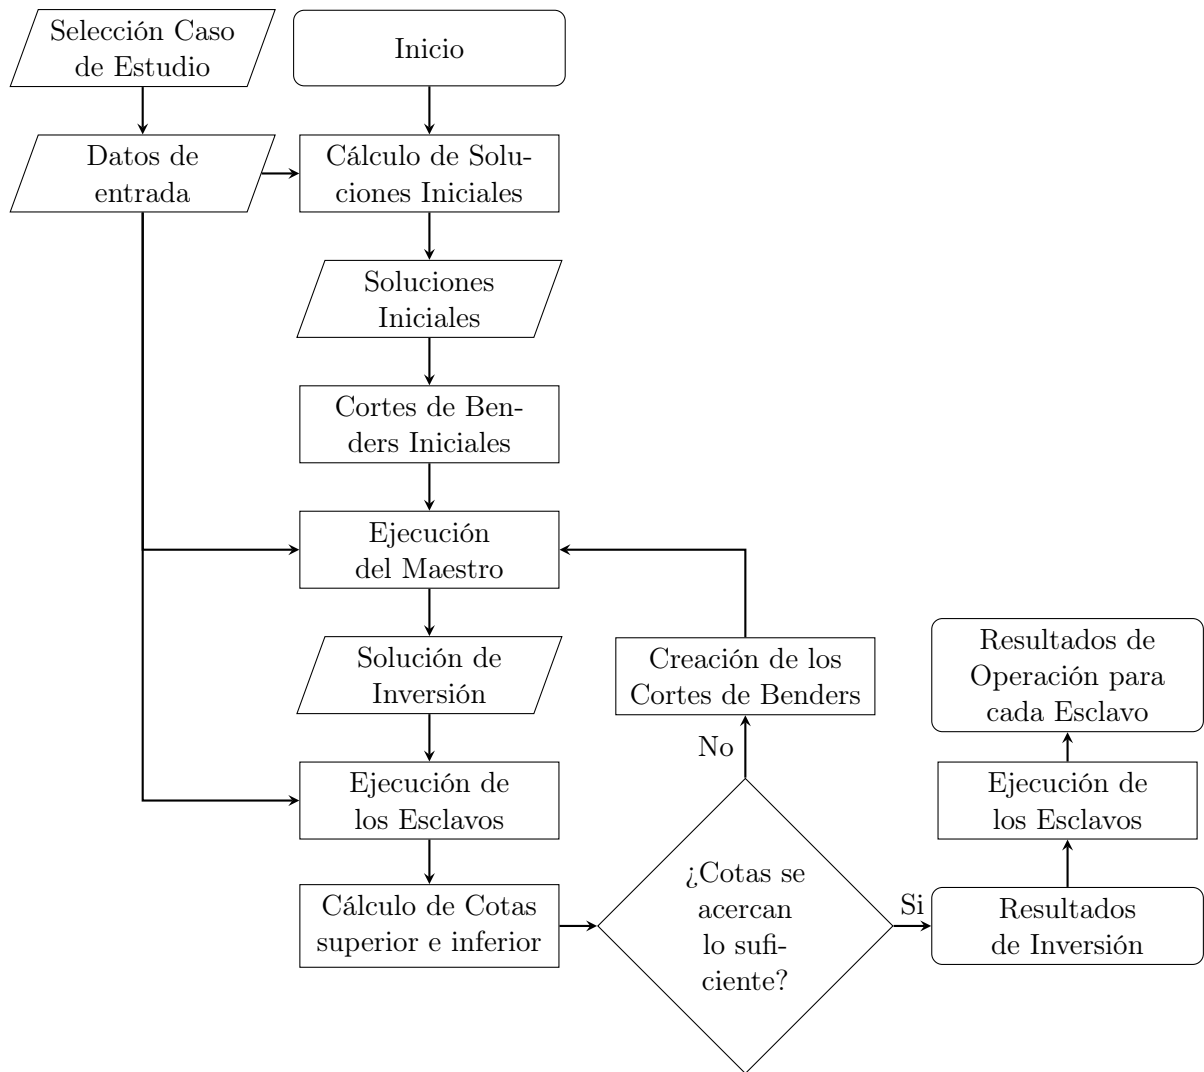 Selección Caso
de Estudio
Inicio
Datos de
entrada
Cálculo de Solu-
ciones Iniciales
Soluciones
Iniciales
Cortes de Ben-
ders Iniciales
Ejecución
del Maestro
Solución de
Inversión
Creación de los
Cortes de Benders
Resultados de
Operación para
cada Esclavo
No
Ejecución de
los Esclavos
Ejecución de
los Esclavos
Cálculo de Cotas
superior e inferior
¿Cotas se
acercan
lo sufi-
ciente?
Si
Resultados
de Inversión